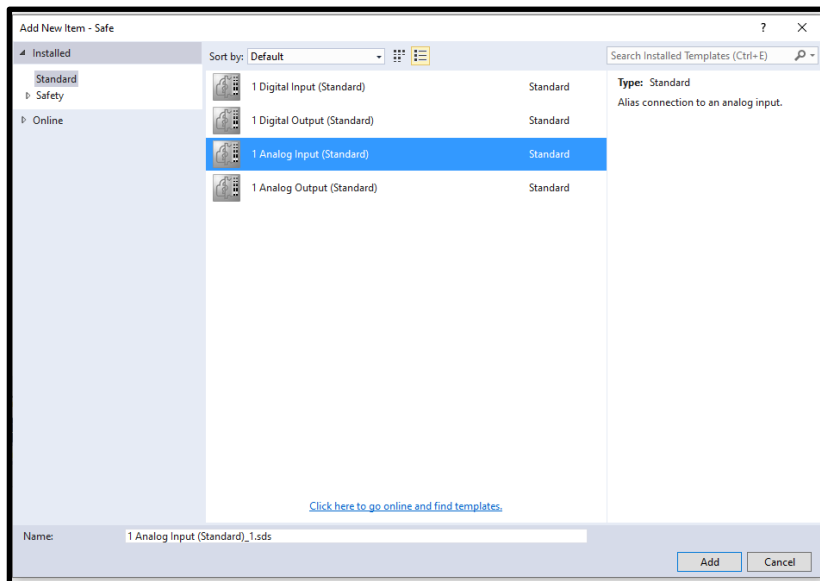 Add New Item - Safe
?
Installed
Sort by: Default
Search Installed Templates (Ctrl+E)
Standard
Safety
Online
1 Digital Input (Standard) Standard
1 Digital Output (Standard) Standard
1 Analog Input (Standard) Standard
1 Analog Output (Standard) Standard
Type: Standard
Alias connection to an analog input.
Click here to go online and find templates.
Name: 1 Analog Input (Standard)_1.sds
Add Cancel